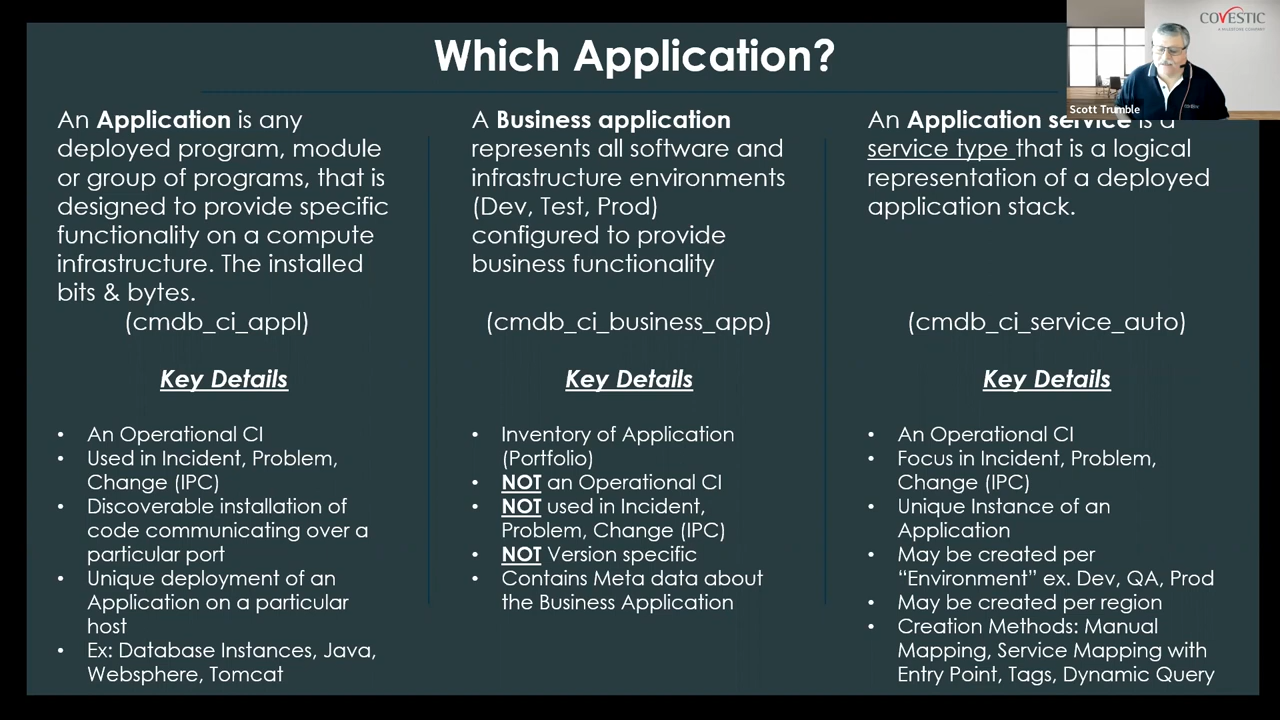 Which Application?
COVESTIC
Scott Trumble
An Application is any
deployed program, module
or group of programs, that is
designed to provide specific
functionality on a compute
infrastructure. The installed
bits & bytes.
(cmdb_ci_appl)
Key Details
• An Operational CI
• Used in Incident, Problem,
Change (IPC)
• Discoverable installation of
code communicating over a
particular port
• Unique deployment of an
Application on a particular
host
• Ex: Database Instances, Java,
Websphere, Tomcat
A Business application
represents all software and
infrastructure environments
(Dev, Test, Prod)
configured to provide
business functionality
(cmdb_ci_business_app)
Key Details
• Inventory of Application
(Portfolio)
• NOT an Operational CI
• NOT used in Incident,
Problem, Change (IPC)
• NOT Version specific
• Contains Meta data about
the Business Application
An Application service is a
service type that is a logical
representation of a deployed
application stack.
(cmdb_ci_service_auto)
Key Details
• An Operational CI
• Focus in Incident, Problem,
Change (IPC)
• Unique Instance of an
Application
• May be created per
“Environment” ex. Dev, QA, Prod
• May be created per region
• Creation Methods: Manual
Mapping, Service Mapping with
Entry Point, Tags, Dynamic Query